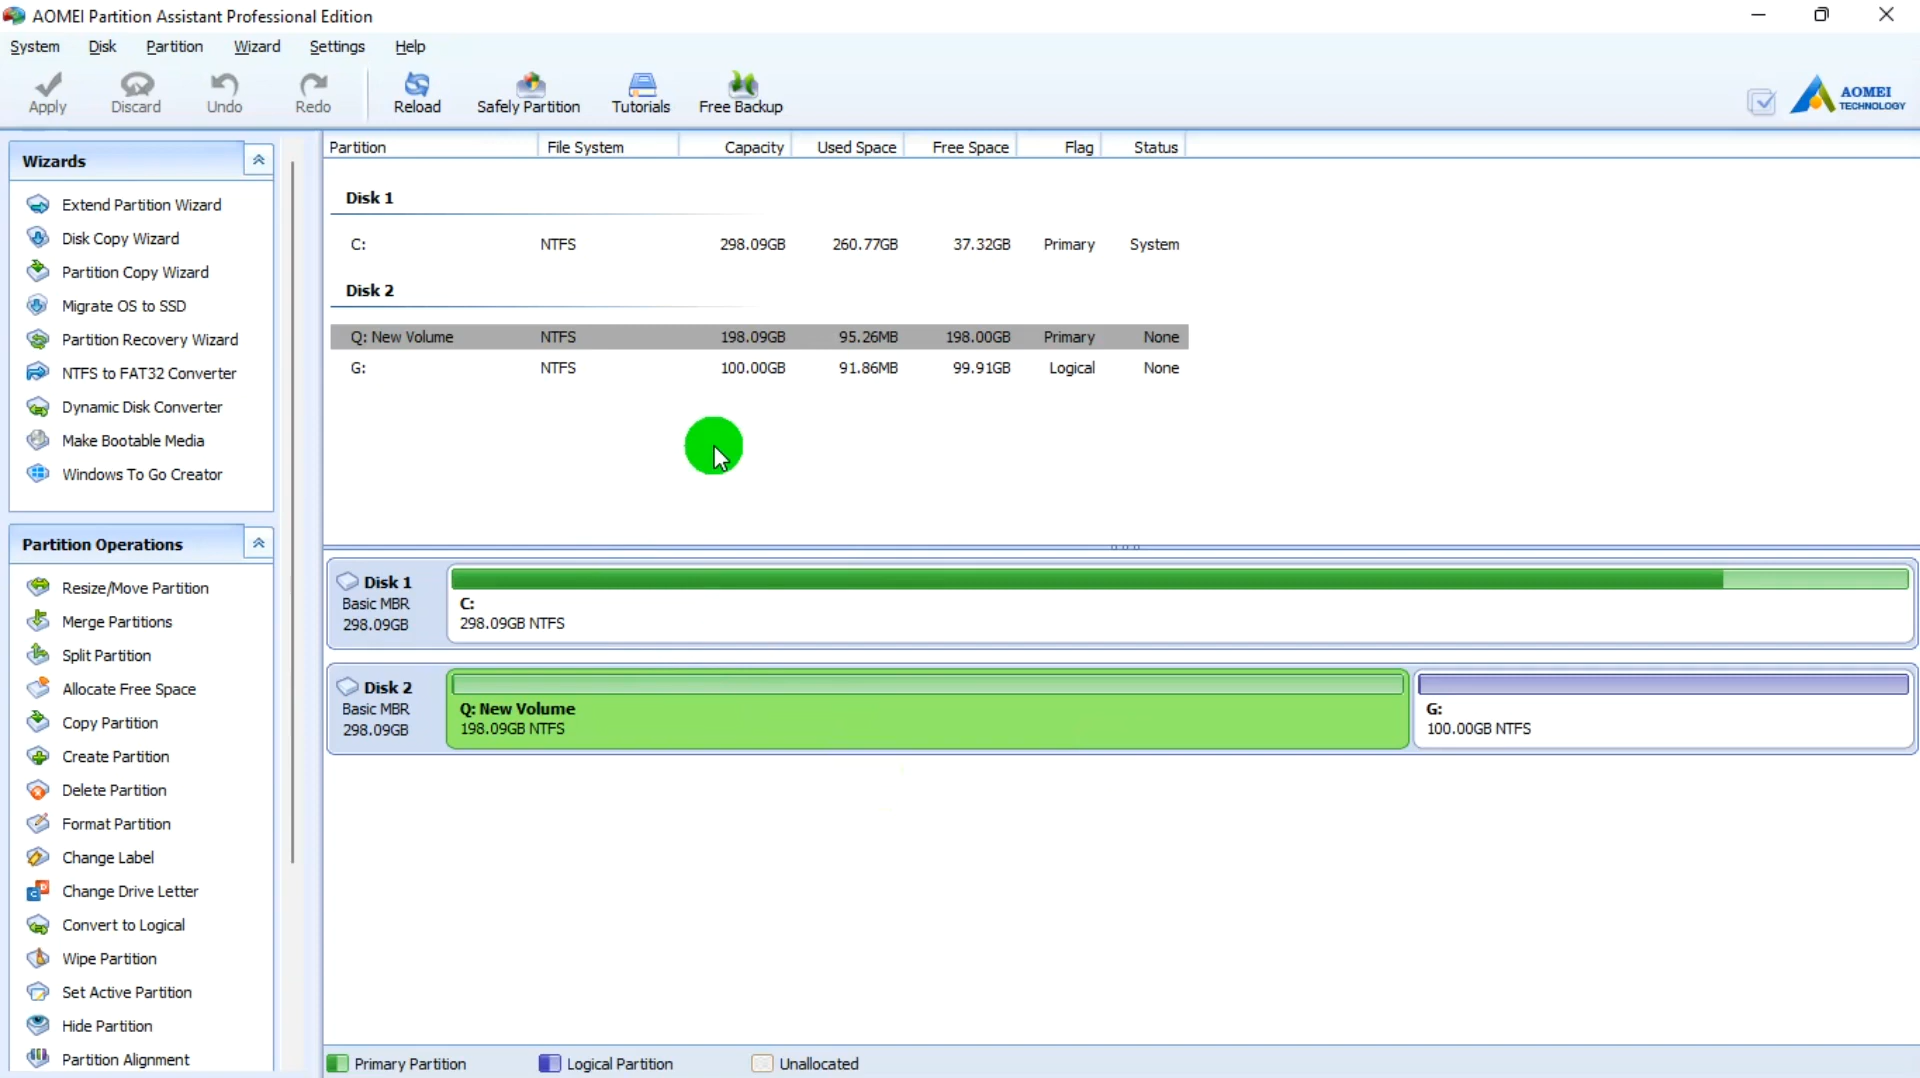 AOMEI Partition Assistant Professional Edition
System Disk Partition Wizard Settings Help
Apply Discard Undo Redo Reload Safely Partition Tutorials Free Backup
AOMEI
TECHNOLOGY
Wizards
Extend Partition Wizard
Disk Copy Wizard
Partition Copy Wizard
Migrate OS to SSD
Partition Recovery Wizard
NTFS to FAT32 Converter
Dynamic Disk Converter
Make Bootable Media
Windows To Go Creator
Partition Operations
Resize/Move Partition
Merge Partitions
Split Partition
Allocate Free Space
Copy Partition
Create Partition
Delete Partition
Format Partition
Change Label
Change Drive Letter
Convert to Logical
Wipe Partition
Set Active Partition
Hide Partition
Partition Alignment
Partition File System Capacity Used Space Free Space Flag Status
Disk 1
C: NTFS 298.09GB 260.77GB 37.32GB Primary System
Disk 2
Q: New Volume NTFS 198.09GB 95.26MB 198.00GB Primary None
G: NTFS 100.00GB 91.86MB 99.91GB Logical None
Disk 1
Basic MBR
298.09GB
C:
298.09GB NTFS
Disk 2
Basic MBR
298.09GB
Q: New Volume
198.09GB NTFS
G:
100.00GB NTFS
Primary Partition Logical Partition Unallocated